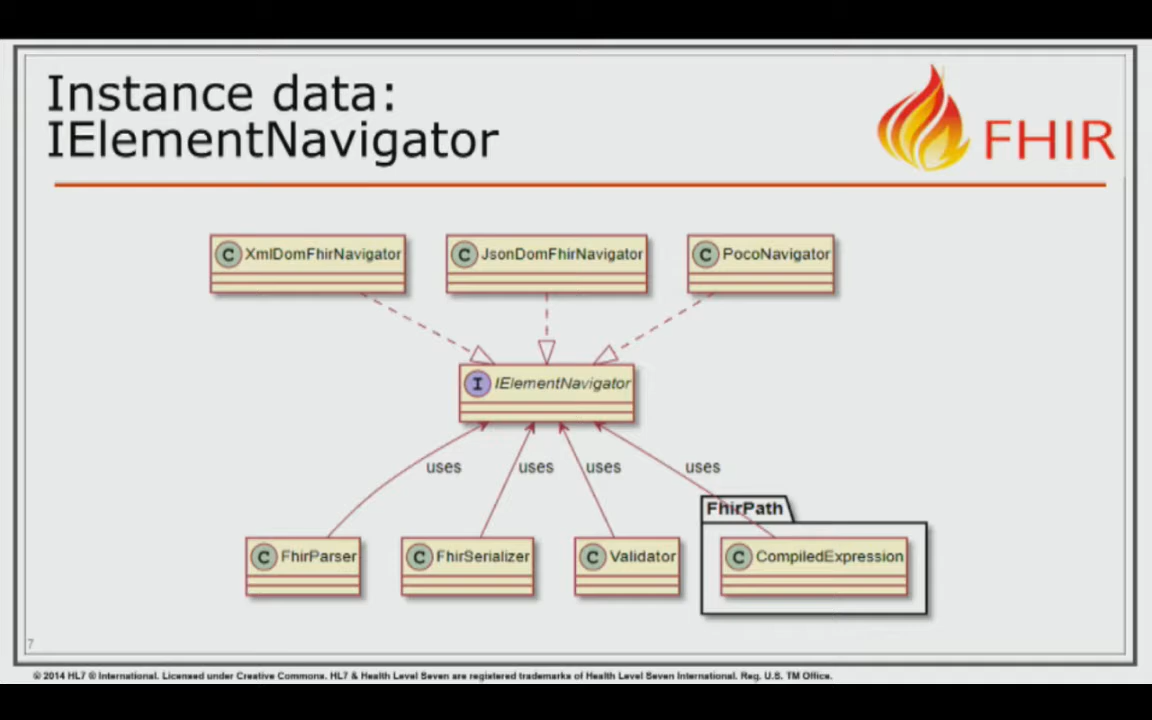 Instance data:
IElementNavigator
FHIR
C XmlDomFhirNavigator
C JsonDomFhirNavigator
C PocoNavigator
I IElementNavigator
uses
uses
uses
uses
FhirPath
C FhirParser
C FhirSerializer
C Validator
C CompiledExpression
7
© 2014 HL7 ® International. Licensed under Creative Commons. HL7 & Health Level Seven are registered trademarks of Health Level Seven International. Reg. U.S. TM Office.